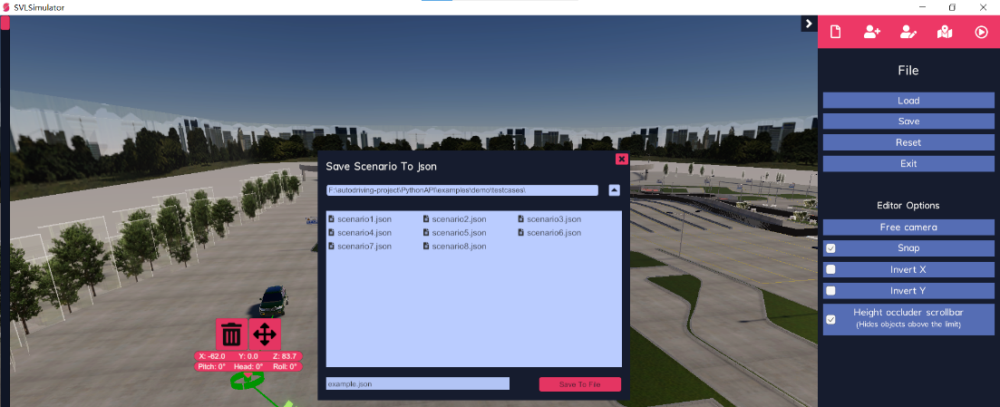 SVLSimulator
File
Load
Save
Reset
Exit
Editor Options
Free camera
Snap
Invert X
Invert Y
Height occluder scrollbar
(Hides objects above the limit)
Save Scenario To Json
F:\autodriving-project\PythonAPI\examples\demo\testcases\
scenario1.json scenario2.json scenario3.json
scenario4.json scenario5.json scenario6.json
scenario7.json scenario8.json
example.json Save To File
X: -62.0 Y: 0.0 Z: 83.7
Pitch: 0° Head: 0° Roll: 0°